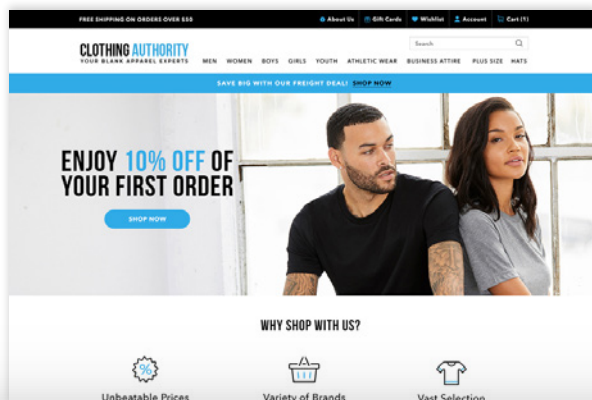 FREE SHIPPING ON ORDERS OVER $50
About Us
Gift Cards
Wishlist
Account
Cart (1)
Search
CLOTHING AUTHORITY
YOUR BLANK APPAREL EXPERTS
MEN WOMEN BOYS GIRLS YOUTH ATHLETIC WEAR BUSINESS ATTIRE PLUS SIZE HATS
SAVE BIG WITH OUR FREIGHT DEAL! SHOP NOW
ENJOY 10% OFF OF
YOUR FIRST ORDER
SHOP NOW
WHY SHOP WITH US?
%
Unbeatable Prices
Variety of Brands
Vast Selection